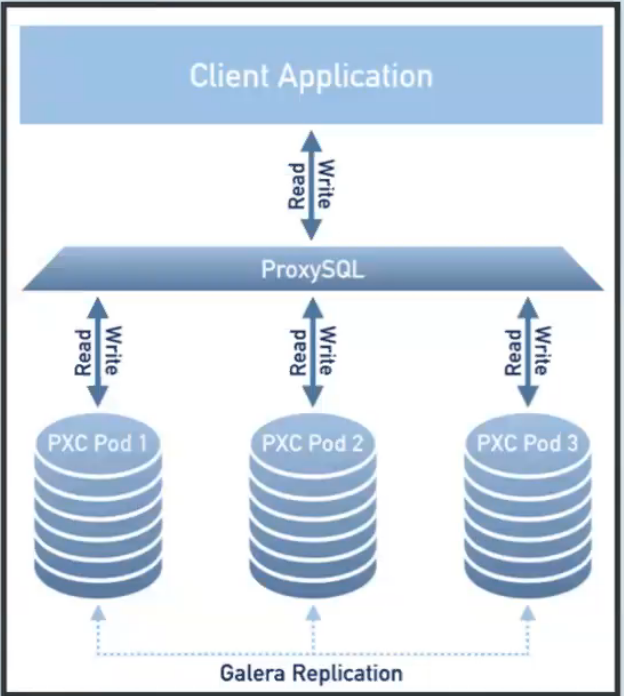 Client Application
Read
Write
ProxySQL
Read
Write
Read
Write
Read
Write
PXC Pod 1
PXC Pod 2
PXC Pod 3
Galera Replication